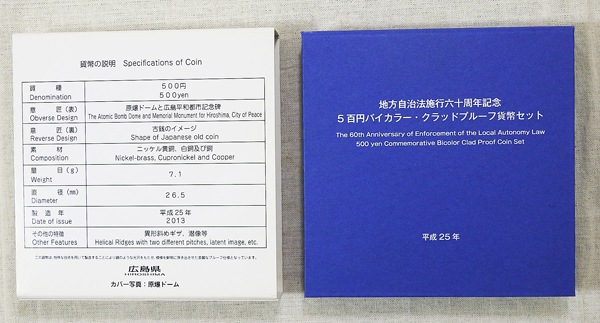 貨幣の説明 Specifications of Coin
貨 種 Denomination
500円
500yen
意 匠（表） Obverse Design
原爆ドームと広島平和都市記念碑
The Atomic Bomb Dome and Memorial Monument for Hiroshima, City of Peace
意 匠（裏） Reverse Design
古銭のイメージ
Shape of Japanese old coin
素 材 Composition
ニッケル黄銅、白銅及び銅
Nickel-brass, Cupronickel and Copper
量 目（g） Weight
7.1
直 径（㎜） Diameter
26.5
製 造 年 Date of issue
平成25年
2013
その他の特徴 Other Features
異形斜めギザ、潜像等
Helical Ridges with two different pitches, latent image, etc.
広島県
HIROSHIMA
カバー写真：原爆ドーム
地方自治法施行六十周年記念
5百円バイカラー・クラッドプルーフ貨幣セット
The 60th Anniversary of Enforcement of the Local Autonomy Law
500 yen Commemorative Bicolor Clad Proof Coin Set
平成25年